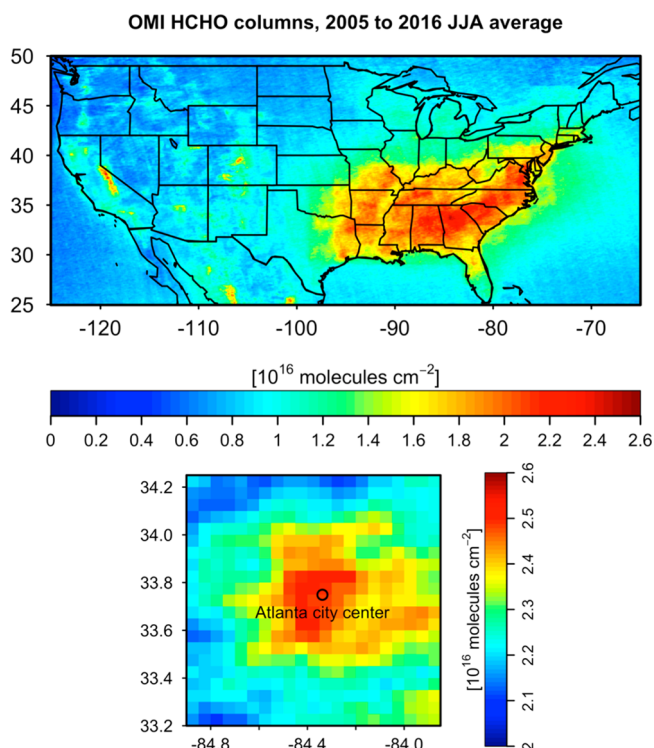 OMI HCHO columns, 2005 to 2016 JJA average
50
45
40
35
30
25
-120 -110 -100 -90 -80 -70
[10¹⁶ molecules cm⁻²]
0 0.2 0.4 0.6 0.8 1 1.2 1.4 1.6 1.8 2 2.2 2.4 2.6
34.2
34.0
33.8
33.6
33.4
33.2
Atlanta city center
-84.8 -84.4 -84.0
[10¹⁶ molecules cm⁻²]
2.6
2.5
2.4
2.3
2.2
2.1
2